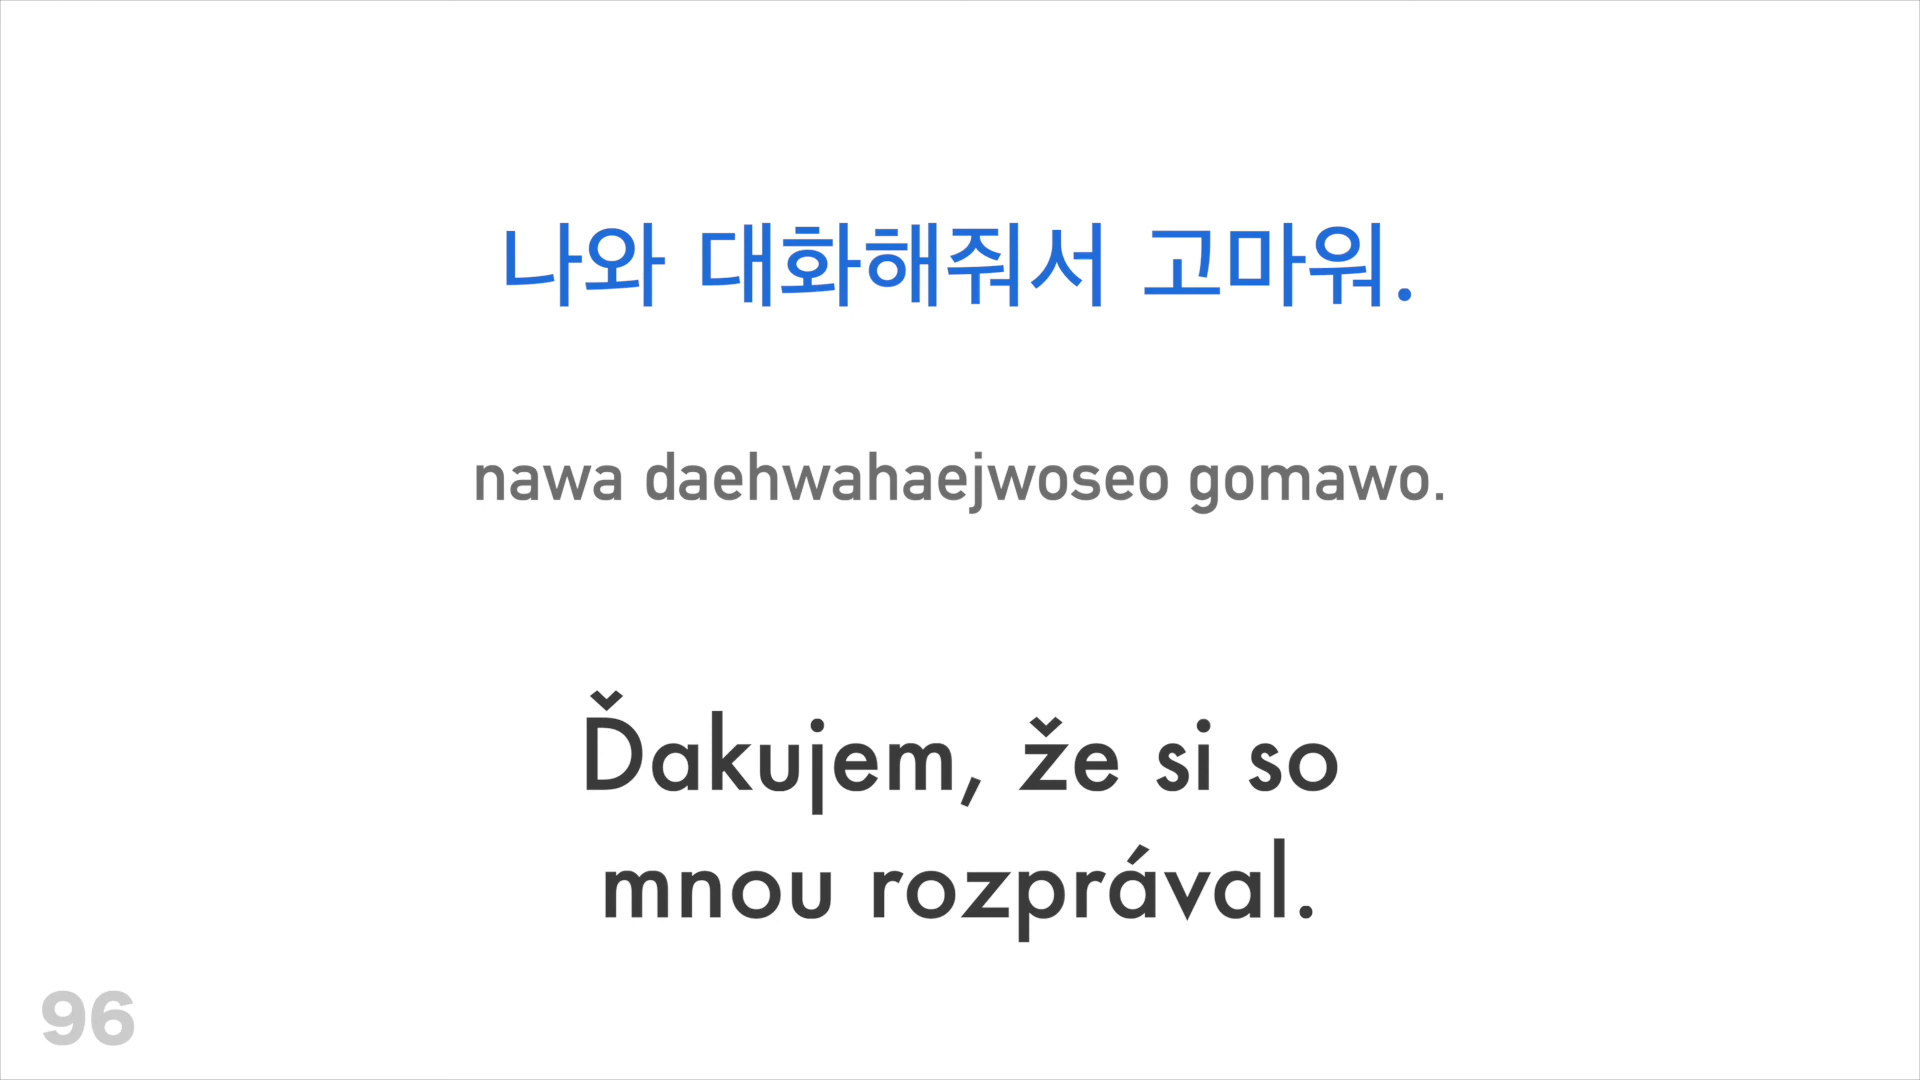 나와 대화해줘서 고마워.
nawa daehwahaejwoseo gomawo.
Ďakujem, že si so
mnou rozprával.
96